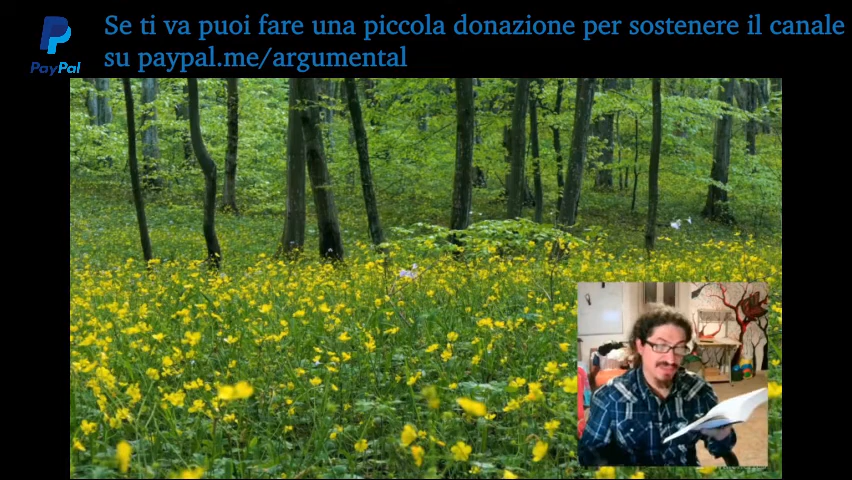 Se ti va puoi fare una piccola donazione per sostenere il canale
su paypal.me/argumental
PayPal